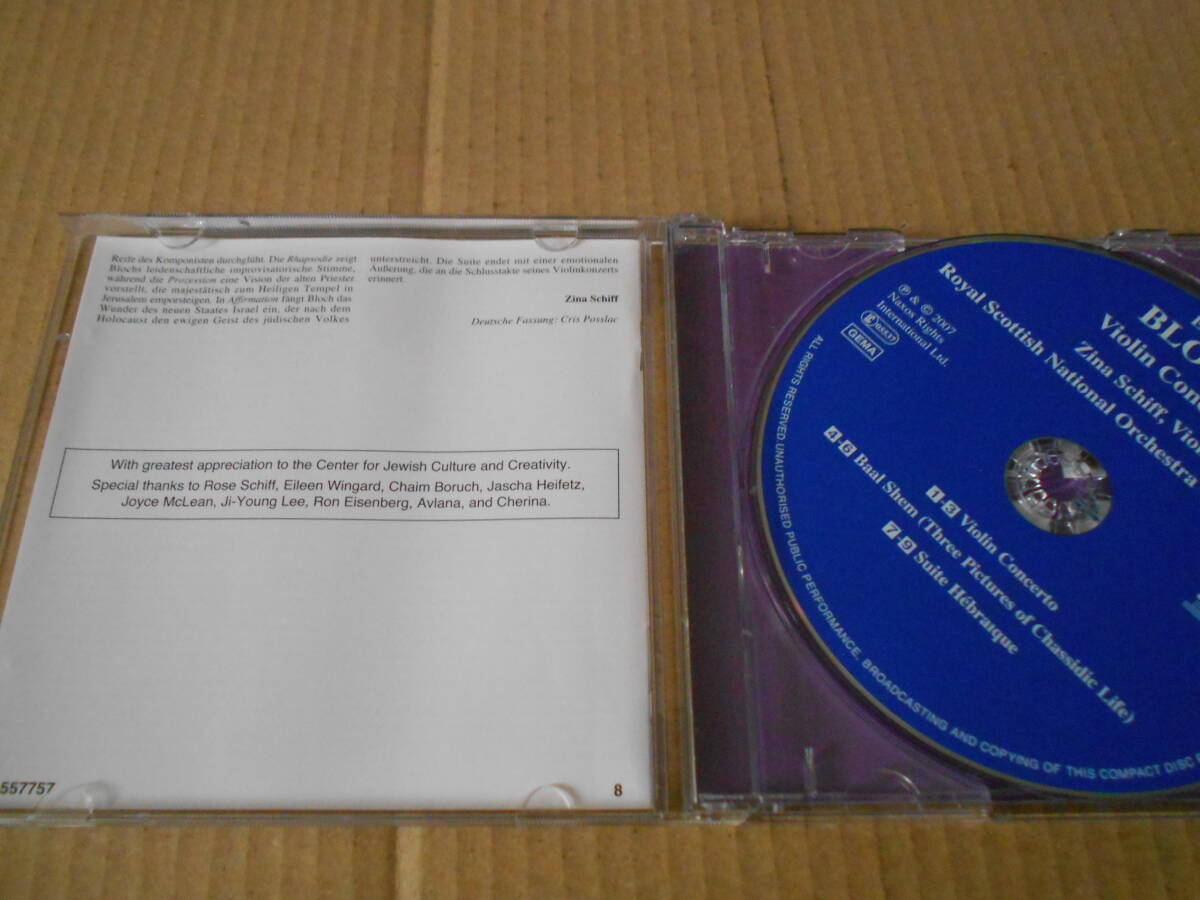 Reife des Komponisten durchglüht. Die Rhapsodie zeigt
Blochs leidenschaftliche improvisatorische Stimme,
während die Prozession eine Vision der alten Priester
vorstellt, die majestätisch zum Heiligen Tempel in
Jerusalem emporsteigen. In Affirmation fängt Bloch das
Wunder des neuen Staates Israel ein, der nach dem
Holocaust den ewigen Geist des jüdischen Volkes
unterstreicht. Die Suite endet mit einer emotionalen
Äußerung, die an die Schlusstakte seines Violinkonzerts
erinnert.
Zina Schiff
Deutsche Fassung: Cris Posslac
With greatest appreciation to the Center for Jewish Culture and Creativity.
Special thanks to Rose Schiff, Eileen Wingard, Chaim Boruch, Jascha Heifetz,
Joyce McLean, Ji-Young Lee, Ron Eisenberg, Avlana, and Cherina.
557757
8
BLO
Violin Conc
Zina Schiff, Vio
Royal Scottish National Orchestra
℗ & © 2007
Naxos Rights
International Ltd.
GEMA
1-3 Violin Concerto
4-6 Baal Shem (Three Pictures of Chassidic Life)
7-9 Suite Hébraïque
ALL RIGHTS RESERVED. UNAUTHORISED PUBLIC PERFORMANCE, BROADCASTING AND COPYING OF THIS COMPACT DISC